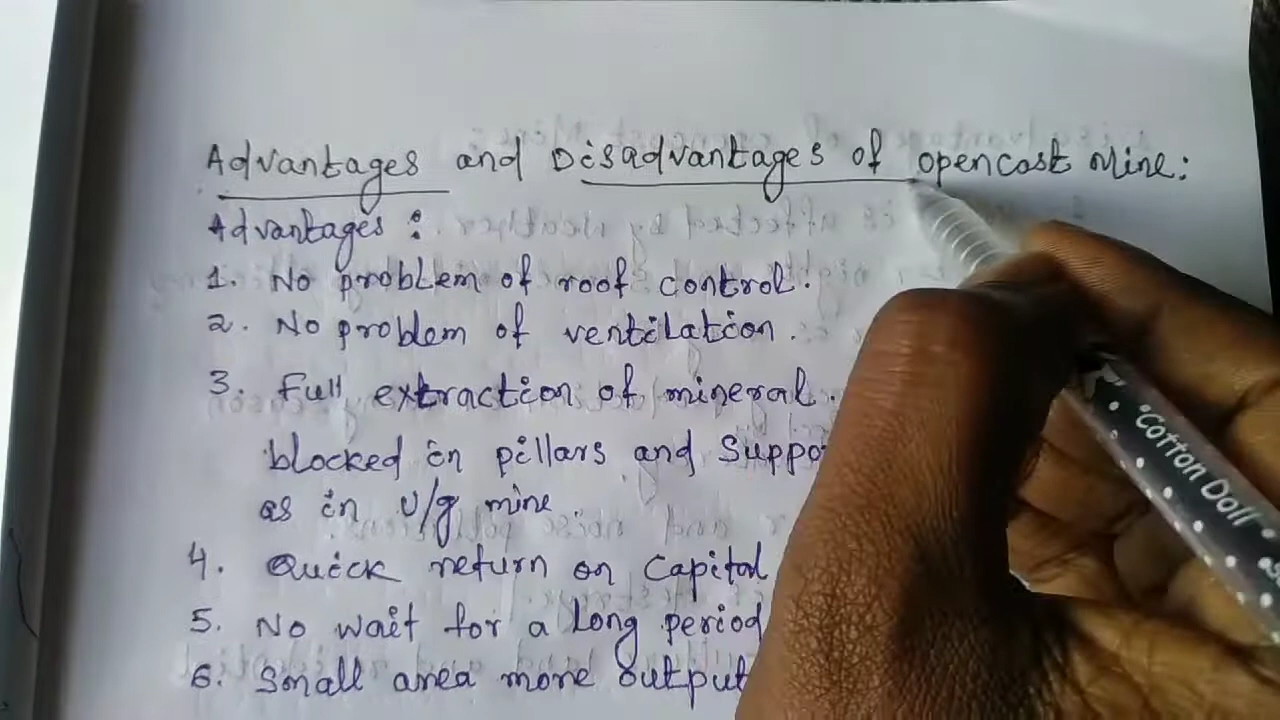 Advantages and Disadvantages of opencast Mine:
Advantages:
1. No problem of roof control.
2. No problem of ventilation.
3. Full extraction of mineral.
blocked in pillars and Suppo
as in U/g mine
4. Quick return on Capital
5. No wait for a long period
6. Small area more output
Cotton Doll